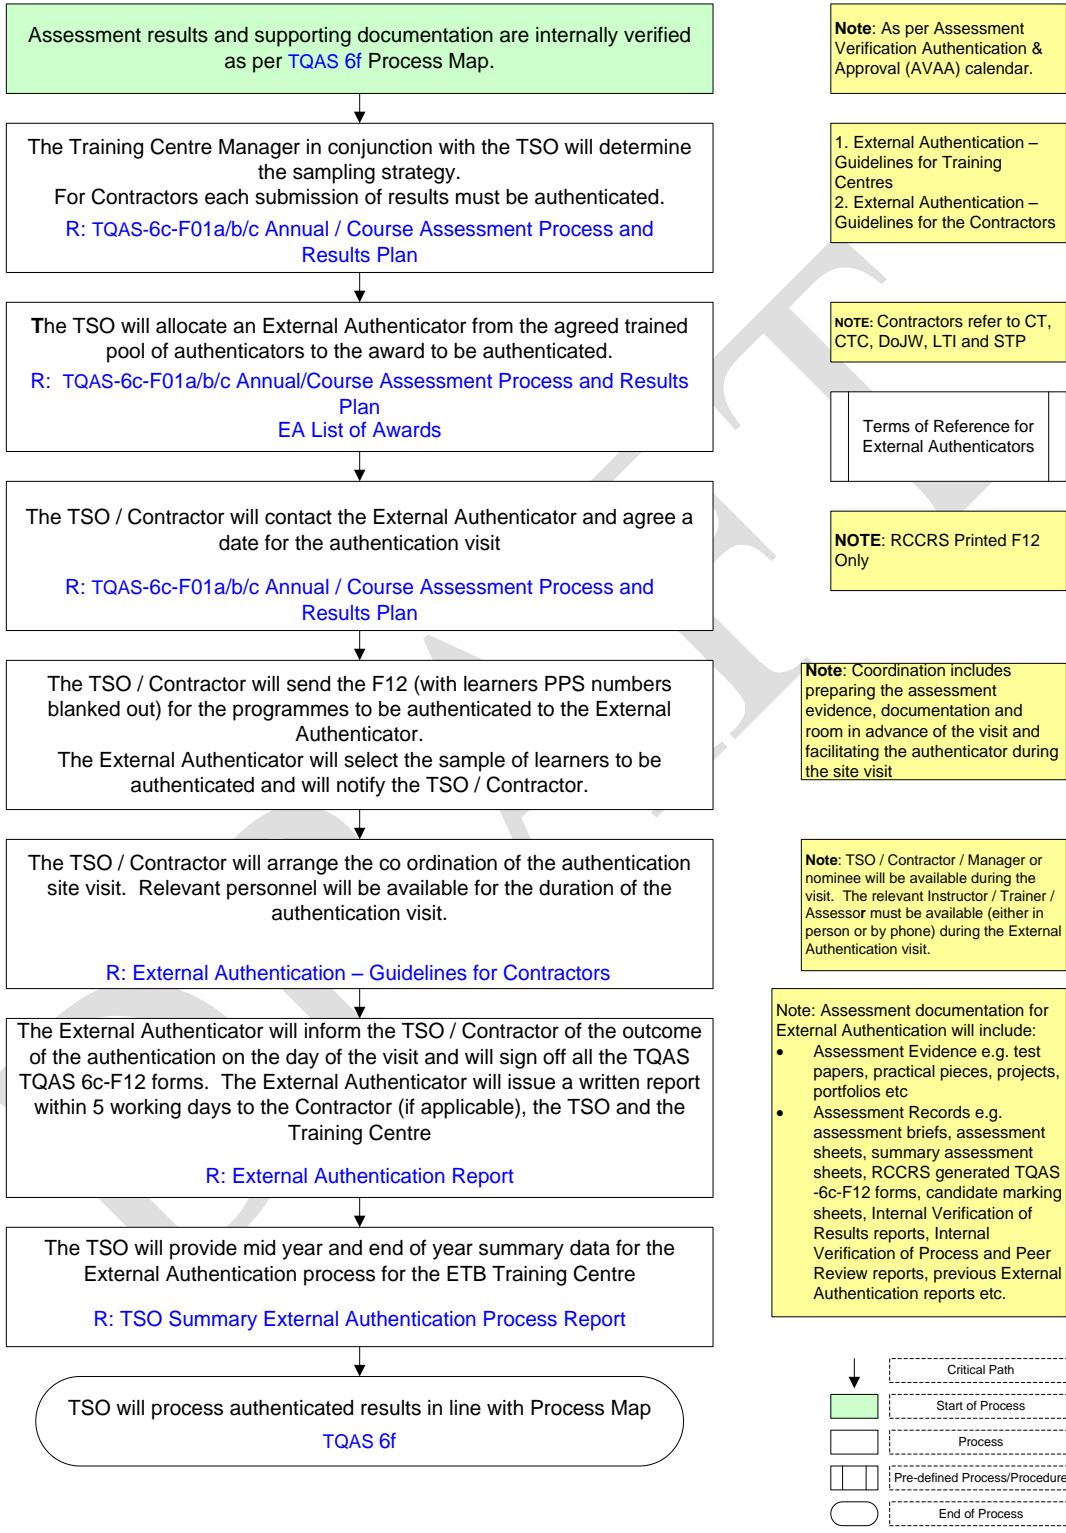 Assessment results and supporting documentation are internally verified
as per TQAS 6f Process Map.
The Training Centre Manager in conjunction with the TSO will determine
the sampling strategy.
For Contractors each submission of results must be authenticated.
R: TQAS-6c-F01a/b/c Annual / Course Assessment Process and
Results Plan
The TSO will allocate an External Authenticator from the agreed trained
pool of authenticators to the award to be authenticated.
R: TQAS-6c-F01a/b/c Annual/Course Assessment Process and Results
Plan
EA List of Awards
The TSO / Contractor will contact the External Authenticator and agree a
date for the authentication visit
R: TQAS-6c-F01a/b/c Annual / Course Assessment Process and
Results Plan
The TSO / Contractor will send the F12 (with learners PPS numbers
blanked out) for the programmes to be authenticated to the External
Authenticator.
The External Authenticator will select the sample of learners to be
authenticated and will notify the TSO / Contractor.
The TSO / Contractor will arrange the co ordination of the authentication
site visit. Relevant personnel will be available for the duration of the
authentication visit.
R: External Authentication – Guidelines for Contractors
The External Authenticator will inform the TSO / Contractor of the outcome
of the authentication on the day of the visit and will sign off all the TQAS
TQAS 6c-F12 forms. The External Authenticator will issue a written report
within 5 working days to the Contractor (if applicable), the TSO and the
Training Centre
R: External Authentication Report
The TSO will provide mid year and end of year summary data for the
External Authentication process for the ETB Training Centre
R: TSO Summary External Authentication Process Report
TSO will process authenticated results in line with Process Map
TQAS 6f
Note: As per Assessment
Verification Authentication &
Approval (AVAA) calendar.
1. External Authentication –
Guidelines for Training
Centres
2. External Authentication –
Guidelines for the Contractors
NOTE: Contractors refer to CT,
CTC, DoJW, LTI and STP
Terms of Reference for
External Authenticators
NOTE: RCCRS Printed F12
Only
Note: Coordination includes
preparing the assessment
evidence, documentation and
room in advance of the visit and
facilitating the authenticator during
the site visit
Note: TSO / Contractor / Manager or
nominee will be available during the
visit. The relevant Instructor / Trainer /
Assessor must be available (either in
person or by phone) during the External
Authentication visit.
Note: Assessment documentation for
External Authentication will include:
• Assessment Evidence e.g. test
papers, practical pieces, projects,
portfolios etc
• Assessment Records e.g.
assessment briefs, assessment
sheets, summary assessment
sheets, RCCRS generated TQAS
-6c-F12 forms, candidate marking
sheets, Internal Verification of
Results reports, Internal
Verification of Process and Peer
Review reports, previous External
Authentication reports etc.
Critical Path
Start of Process
Process
Pre-defined Process/Procedure
End of Process
DRAFT